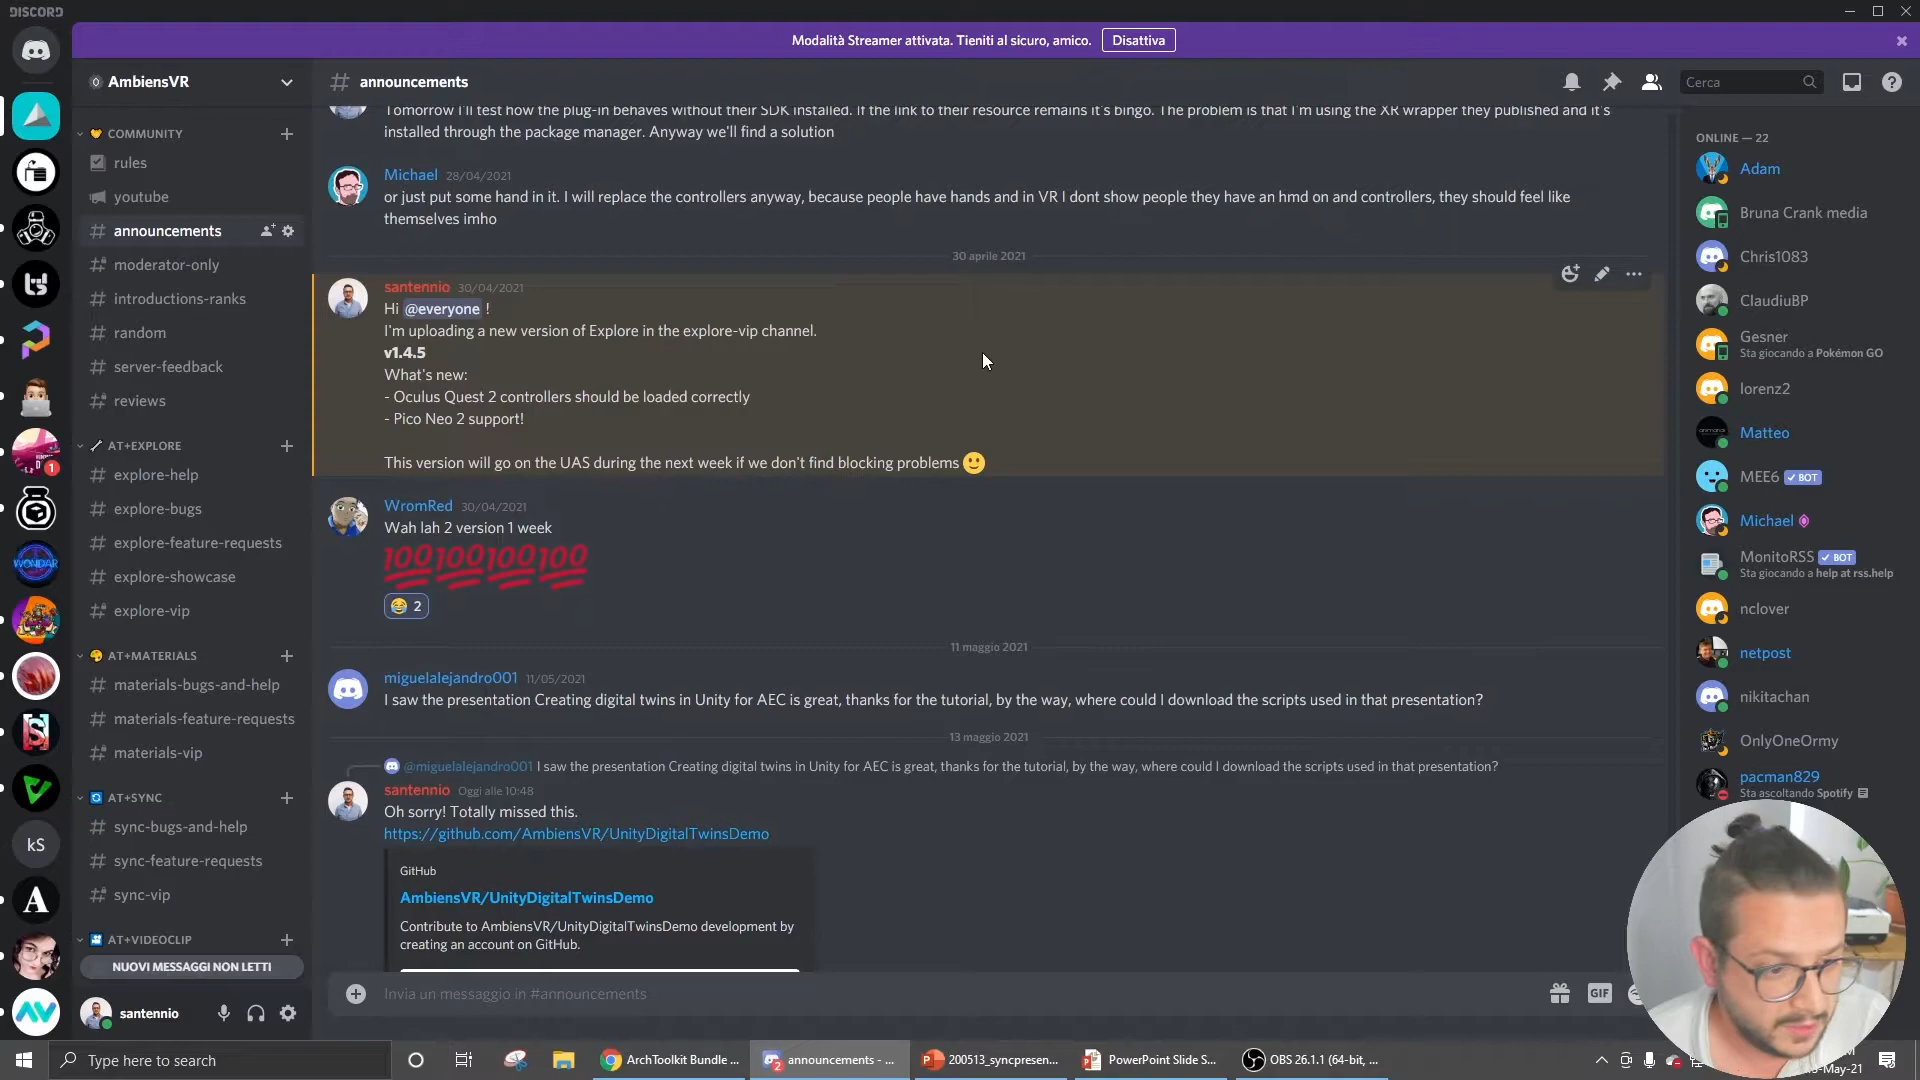 DISCORD
Modalità Streamer attivata. Tieniti al sicuro, amico. Disattiva
AmbiensVR
announcements
Cerca
COMMUNITY
rules
youtube
announcements
moderator-only
introductions-ranks
random
server-feedback
reviews
AT+EXPLORE
explore-help
explore-bugs
explore-feature-requests
explore-showcase
explore-vip
AT+MATERIALS
materials-bugs-and-help
materials-feature-requests
materials-vip
AT+SYNC
sync-bugs-and-help
sync-feature-requests
sync-vip
AT+VIDEOCLIP
NUOVI MESSAGGI NON LETTI
santennio
1
WONDAR
kS
A
Tomorrow I'll test how the plug-in behaves without their SDK installed. If the link to their resource remains it's bingo. The problem is that I'm using the XR wrapper they published and it's
installed through the package manager. Anyway we'll find a solution
Michael 28/04/2021
or just put some hand in it. I will replace the controllers anyway, because people have hands and in VR I dont show people they have an hmd on and controllers, they should feel like
themselves imho
30 aprile 2021
santennio 30/04/2021
Hi @everyone !
I'm uploading a new version of Explore in the explore-vip channel.
v1.4.5
What's new:
- Oculus Quest 2 controllers should be loaded correctly
- Pico Neo 2 support!
This version will go on the UAS during the next week if we don't find blocking problems
WromRed 30/04/2021
Wah lah 2 version 1 week
100 100 100 100
2
11 maggio 2021
miguelalejandro001 11/05/2021
I saw the presentation Creating digital twins in Unity for AEC is great, thanks for the tutorial, by the way, where could I download the scripts used in that presentation?
13 maggio 2021
@miguelalejandro001 I saw the presentation Creating digital twins in Unity for AEC is great, thanks for the tutorial, by the way, where could I download the scripts used in that presentation?
santennio Oggi alle 10:48
Oh sorry! Totally missed this.
https://github.com/AmbiensVR/UnityDigitalTwinsDemo
GitHub
AmbiensVR/UnityDigitalTwinsDemo
Contribute to AmbiensVR/UnityDigitalTwinsDemo development by
creating an account on GitHub.
Invia un messaggio in #announcements
GIF
ONLINE — 22
Adam
Bruna Crank media
Chris1083
ClaudiuBP
Gesner
Sta giocando a Pokémon GO
lorenz2
Matteo
MEE6 BOT
Michael
MonitoRSS BOT
Sta giocando a help at rss.help
nclover
netpost
nikitachan
OnlyOneOrmy
pacman829
Sta ascoltando Spotify
Type here to search
ArchToolkit Bundle ...
2
announcements - ...
200513_syncpresen...
PowerPoint Slide S...
OBS 26.1.1 (64-bit, ...
-May-21